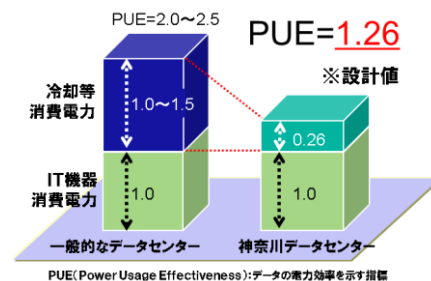 PUE=2.0～2.5
PUE=1.26
※設計値
冷却等
消費電力
1.0～1.5
0.26
IT機器
消費電力
1.0
1.0
一般的なデータセンター
神奈川データセンター
PUE(Power Usage Effectiveness):データの電力効率を示す指標